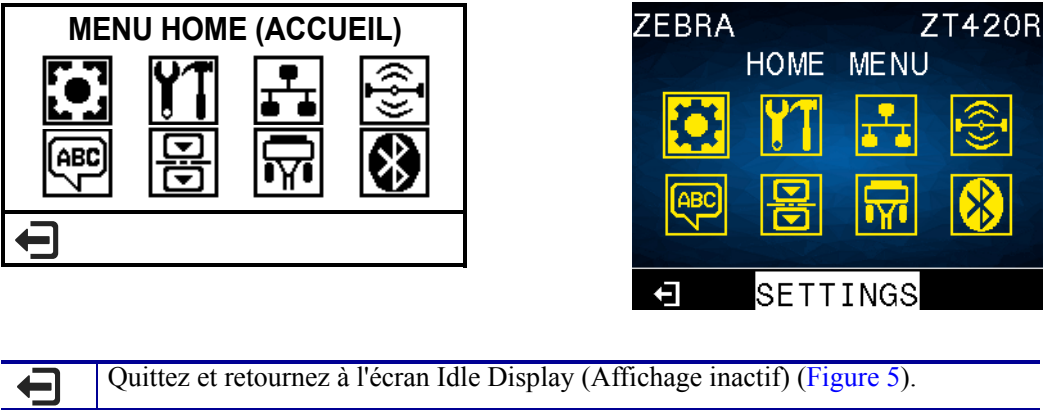 MENU HOME (ACCUEIL)
ABC
ZEBRA ZT420R
HOME MENU
ABC
SETTINGS
Quittez et retournez à l'écran Idle Display (Affichage inactif) (Figure 5).